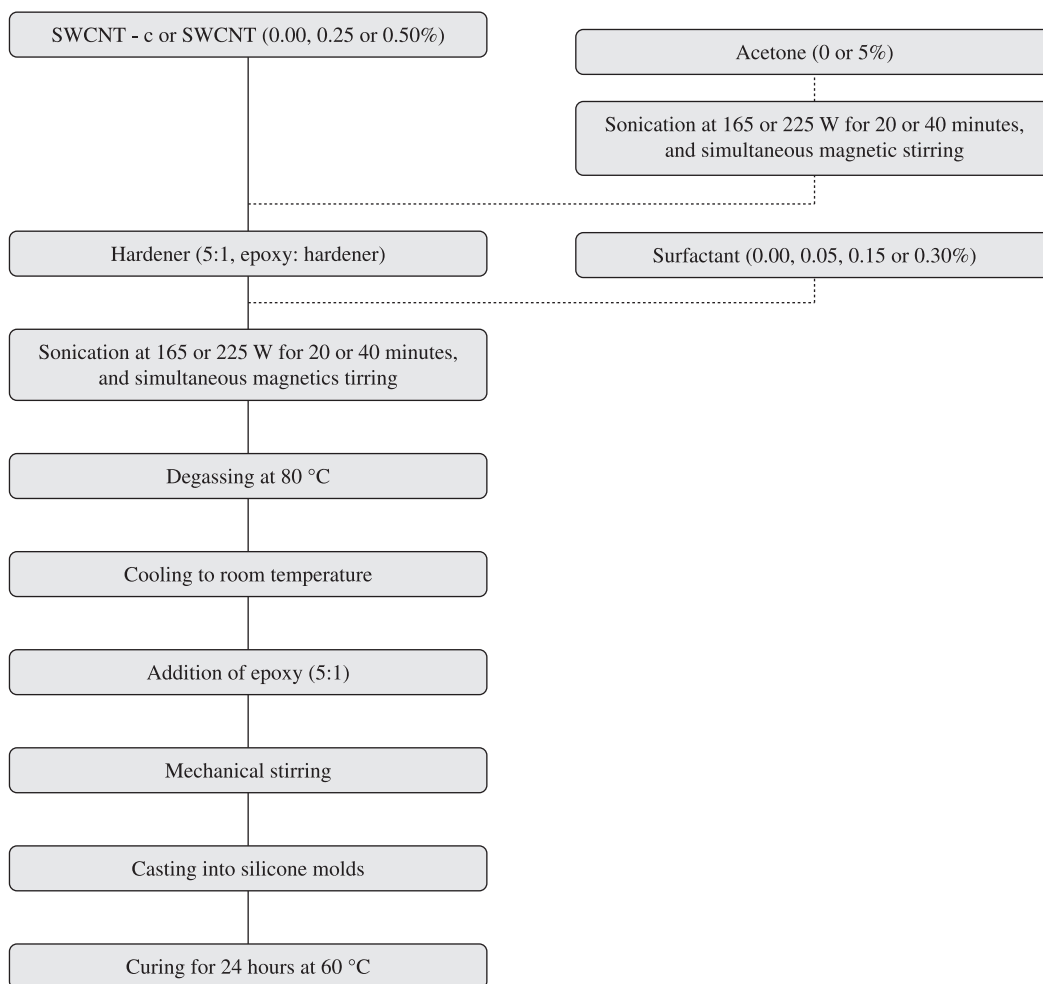 SWCNT - c or SWCNT (0.00, 0.25 or 0.50%)
Acetone (0 or 5%)
Sonication at 165 or 225 W for 20 or 40 minutes,
and simultaneous magnetic stirring
Hardener (5:1, epoxy: hardener)
Surfactant (0.00, 0.05, 0.15 or 0.30%)
Sonication at 165 or 225 W for 20 or 40 minutes,
and simultaneous magnetics tirring
Degassing at 80 °C
Cooling to room temperature
Addition of epoxy (5:1)
Mechanical stirring
Casting into silicone molds
Curing for 24 hours at 60 °C